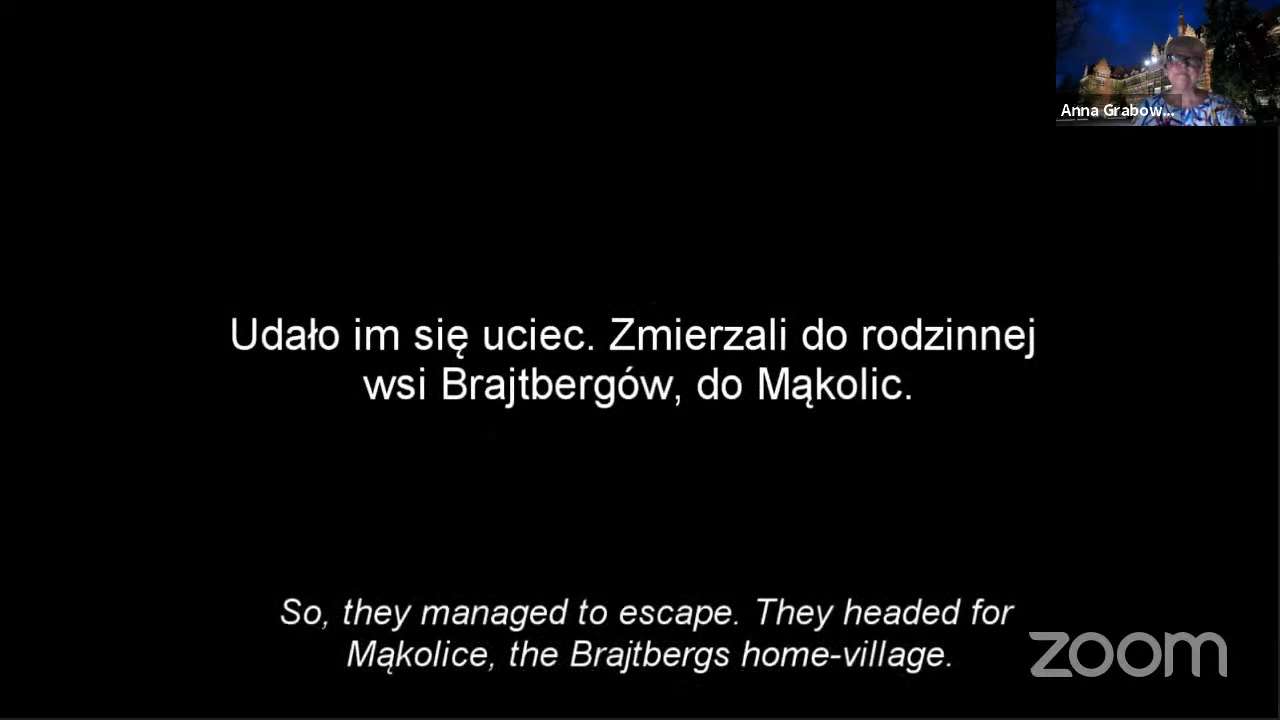 Anna Grabow...
Udało im się uciec. Zmierzali do rodzinnej
wsi Brajtbergów, do Mąkolic.
So, they managed to escape. They headed for
Mąkolice, the Brajtbergs home-village.
zoom